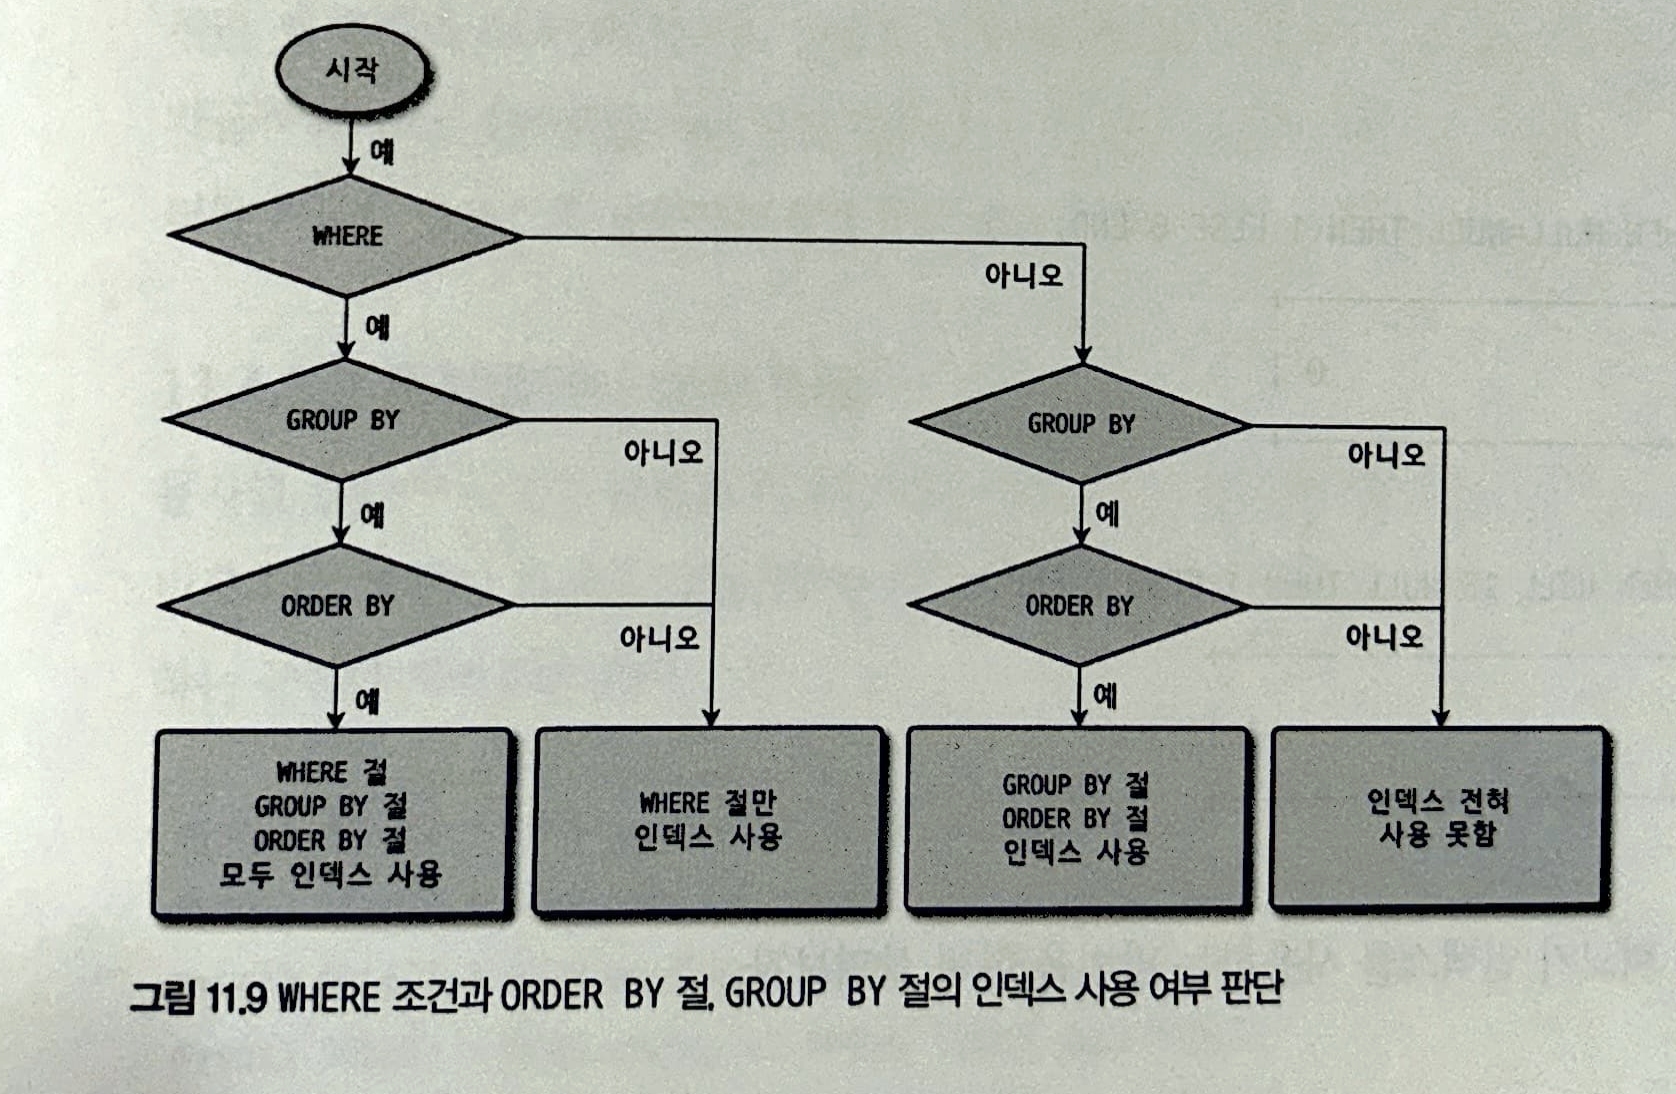 시작
예
WHERE
아니오
예
GROUP BY
아니오
예
ORDER BY
아니오
예
GROUP BY
아니오
예
ORDER BY
아니오
예
WHERE 절
GROUP BY 절
ORDER BY 절
모두 인덱스 사용
WHERE 절만
인덱스 사용
GROUP BY 절
ORDER BY 절
인덱스 사용
인덱스 전혀
사용 못함
그림 11.9 WHERE 조건과 ORDER BY 절, GROUP BY 절의 인덱스 사용 여부 판단